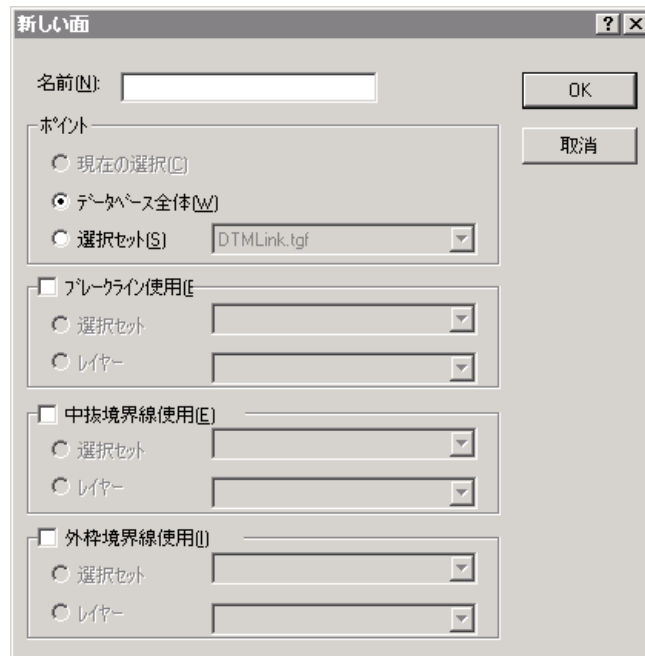 新しい面
名前(N):
OK
取消
ポイント
現在の選択(C)
データベース全体(W)
選択セット(S) DTMLink.tgf
ブレークライン使用(E
選択セット
レイヤー
中抜境界線使用(E)
選択セット
レイヤー
外枠境界線使用(I)
選択セット
レイヤー